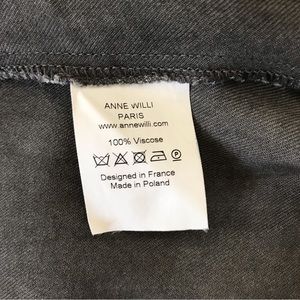 ANNE WILLI
PARIS
www.annewilli.com
100% Viscose
Designed in France
Made in Poland